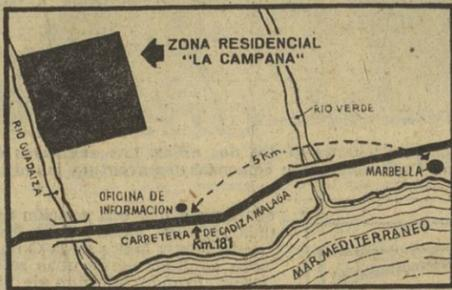 ZONA RESIDENCIAL
"LA CAMPANA"
RIO GUADAIZA
RIO VERDE
5 Km.
MARBELLA
OFICINA DE
INFORMACION
CARRETERA DE CADIZ A MALAGA
Km.181
MAR MEDITERRANEO